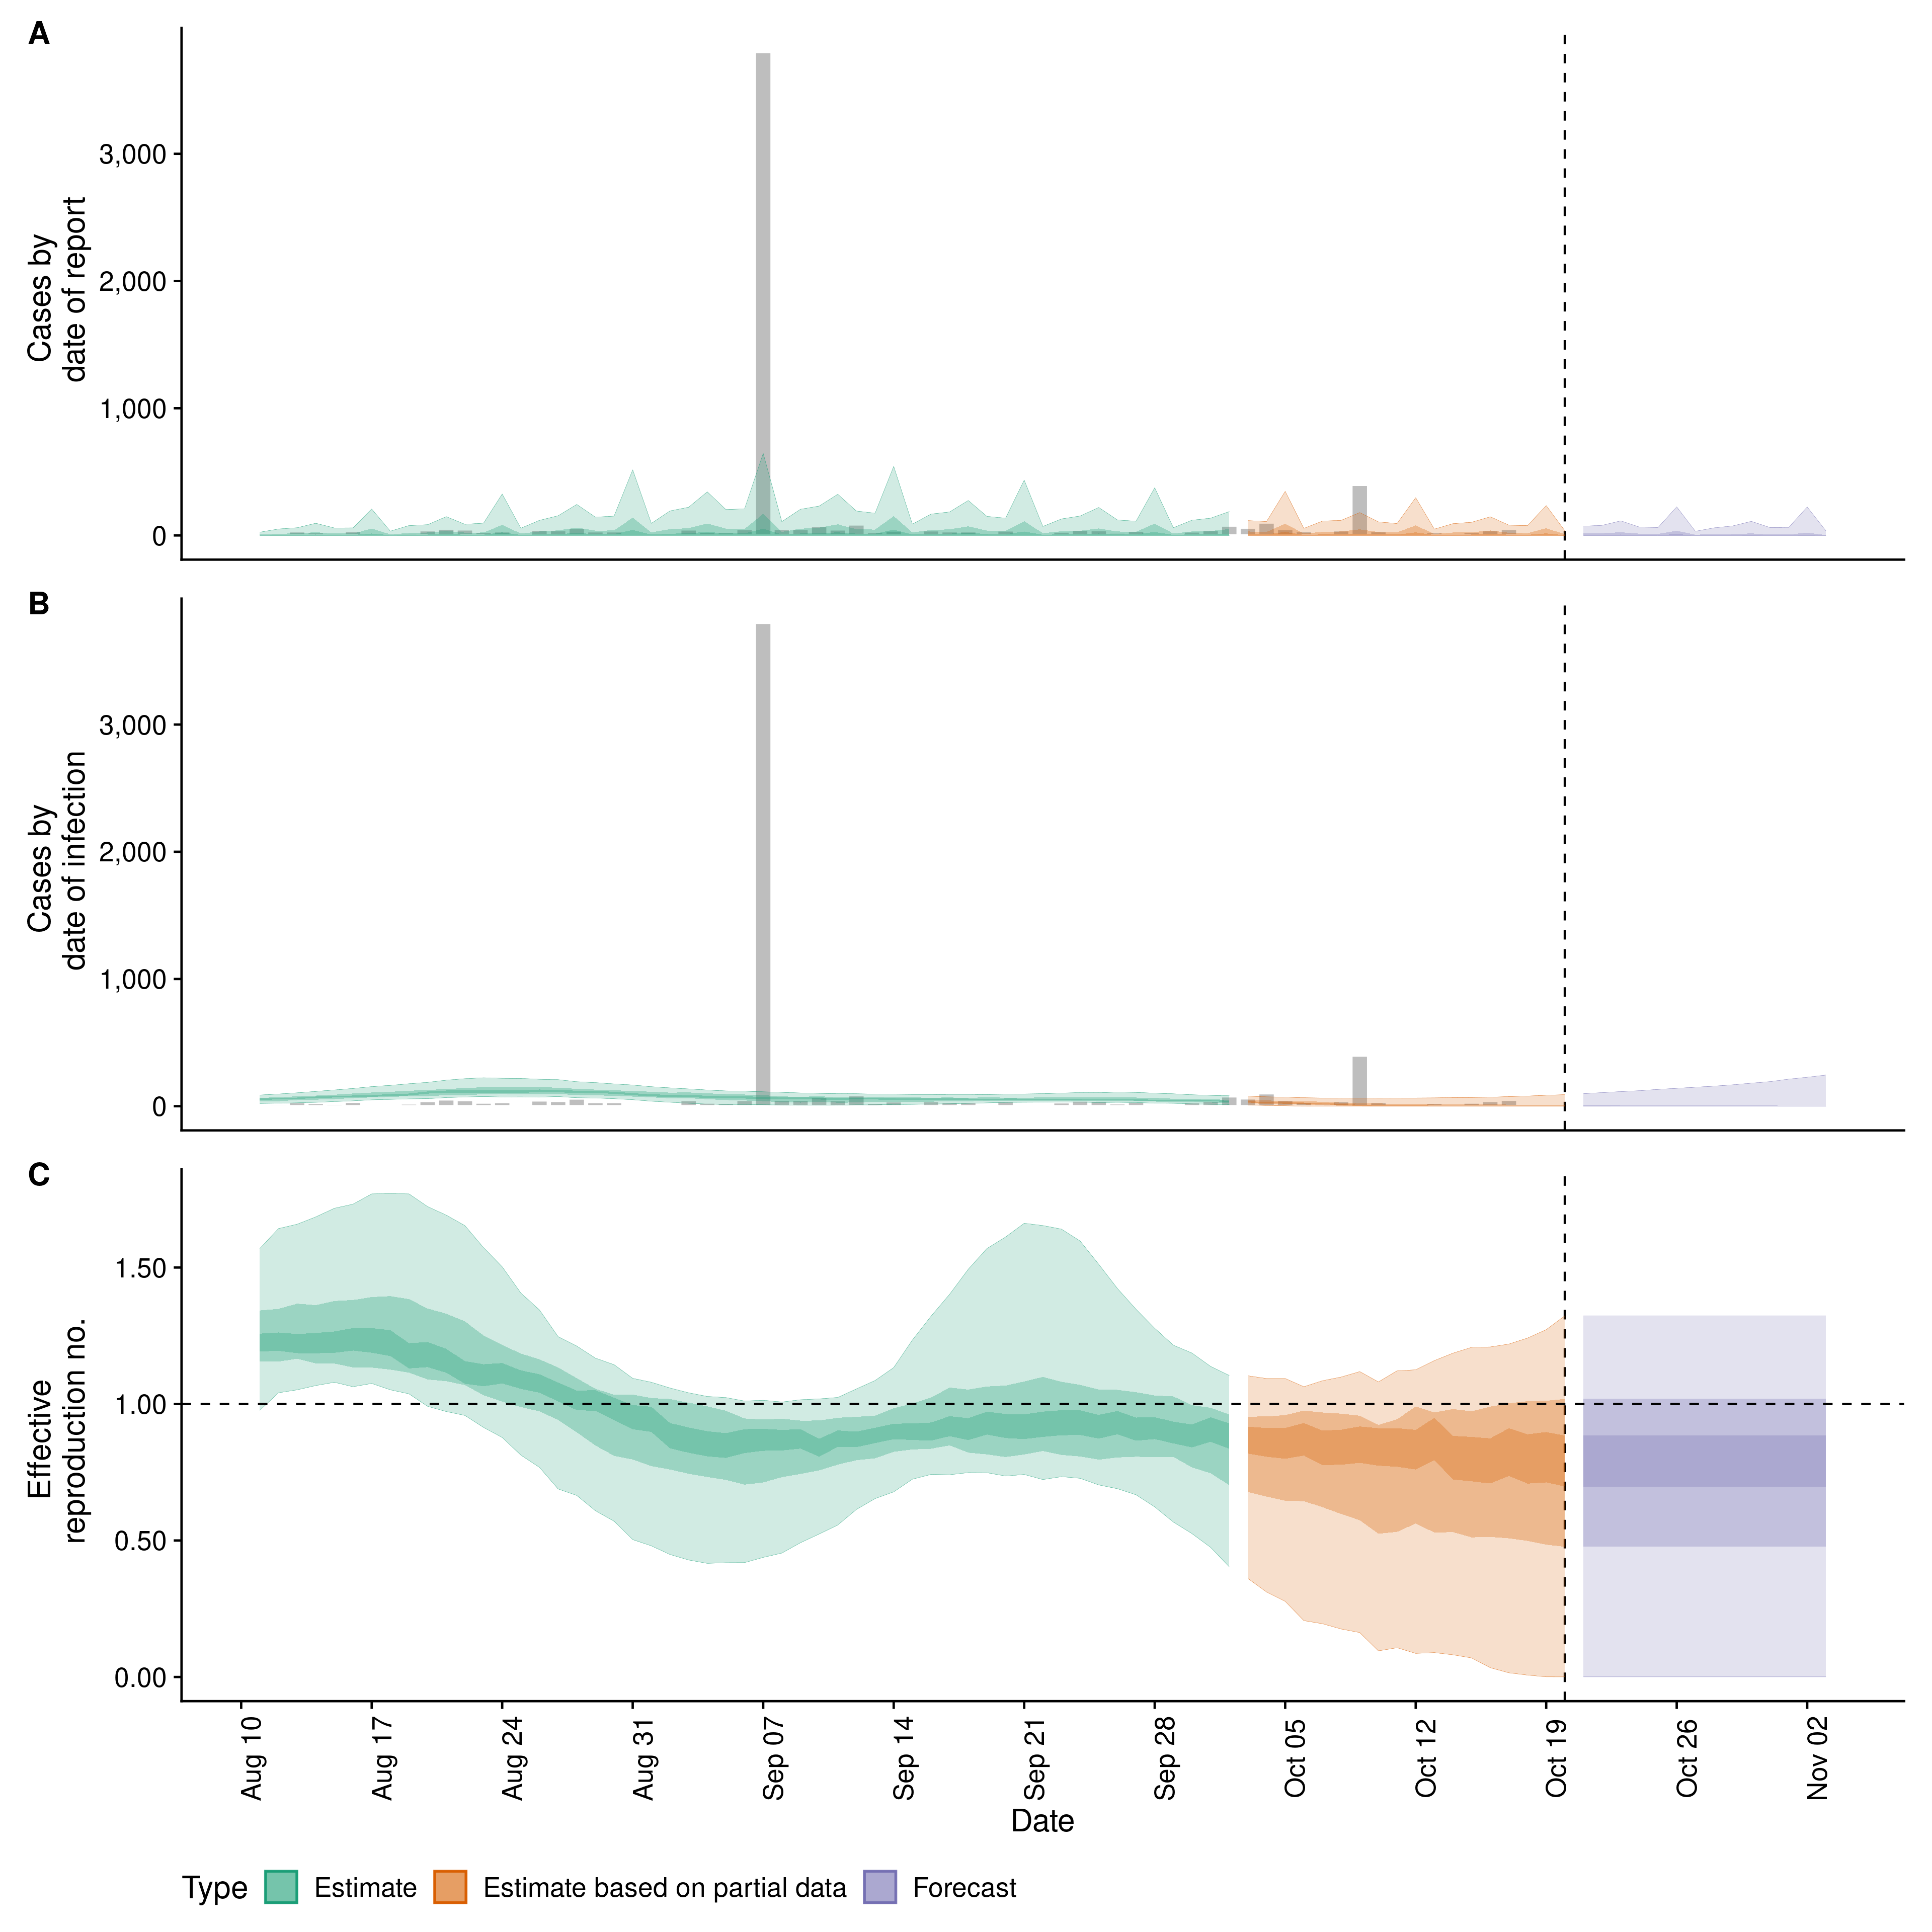 A
Cases by
date of report
3,000
2,000
1,000
0
B
Cases by
date of infection
3,000
2,000
1,000
0
C
Effective
reproduction no.
1.50
1.00
0.50
0.00
Aug 10
Aug 17
Aug 24
Aug 31
Sep 07
Sep 14
Sep 21
Sep 28
Oct 05
Oct 12
Oct 19
Oct 26
Nov 02
Date
Type Estimate Estimate based on partial data Forecast